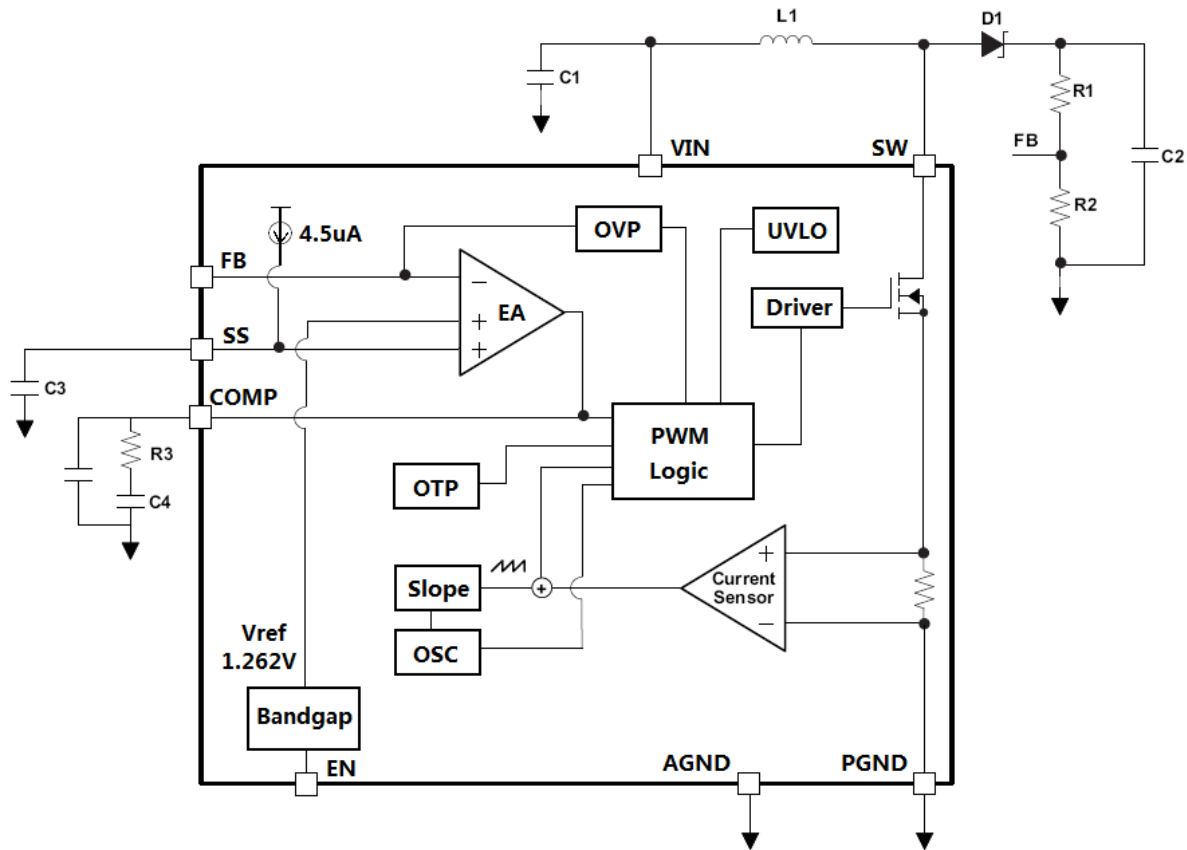 L1
D1
C1
R1
VIN
SW
FB
C2
R2
4.5uA
OVP
UVLO
FB
EA
Driver
SS
C3
COMP
PWM
Logic
R3
C4
OTP
Slope
Current
Sensor
OSC
Vref
1.262V
Bandgap
EN
AGND
PGND